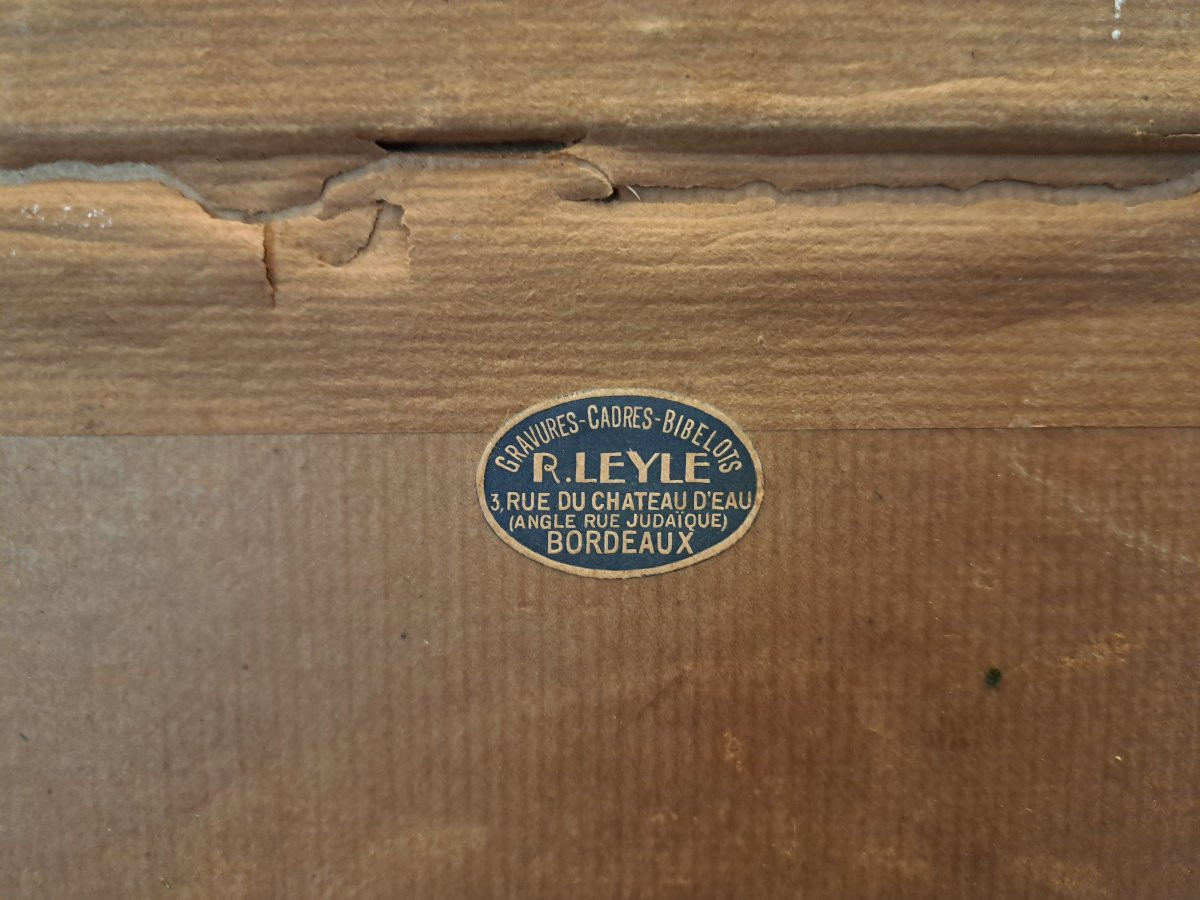 GRAVURES-CADRES-BIBELOTS
R.LEYLE
3, RUE DU CHATEAU D'EAU
(ANGLE RUE JUDAÏQUE)
BORDEAUX